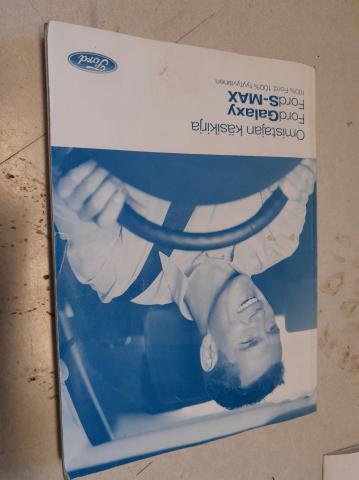 Omistajan käsikirja
FordGalaxy
FordS-MAX
100% Ford. 100% tyytyväinen.
Ford